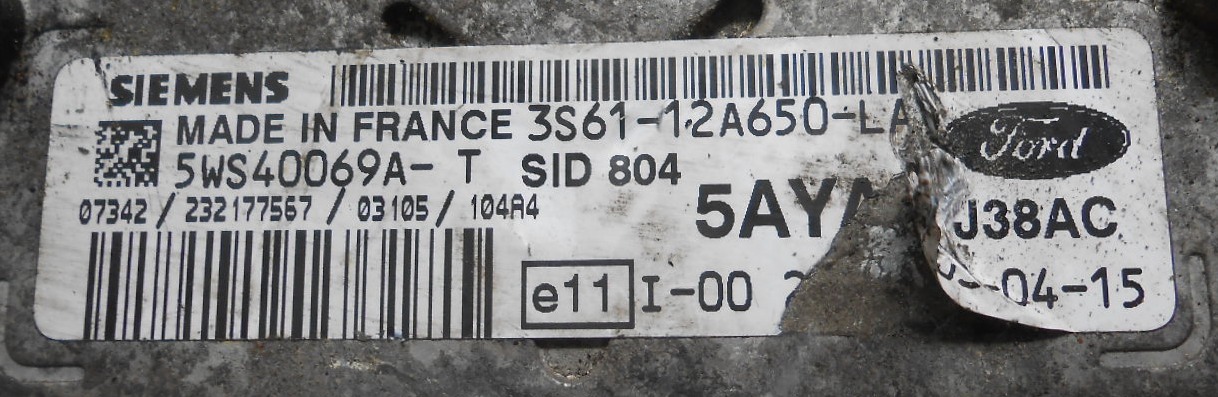 SIEMENS
MADE IN FRANCE 3S61-12A650-LA
Ford
5WS40069A- T SID 804
07342 / 232177567 / 03105 / 104A4
5AYA J38AC
e11 I-00 -04-15